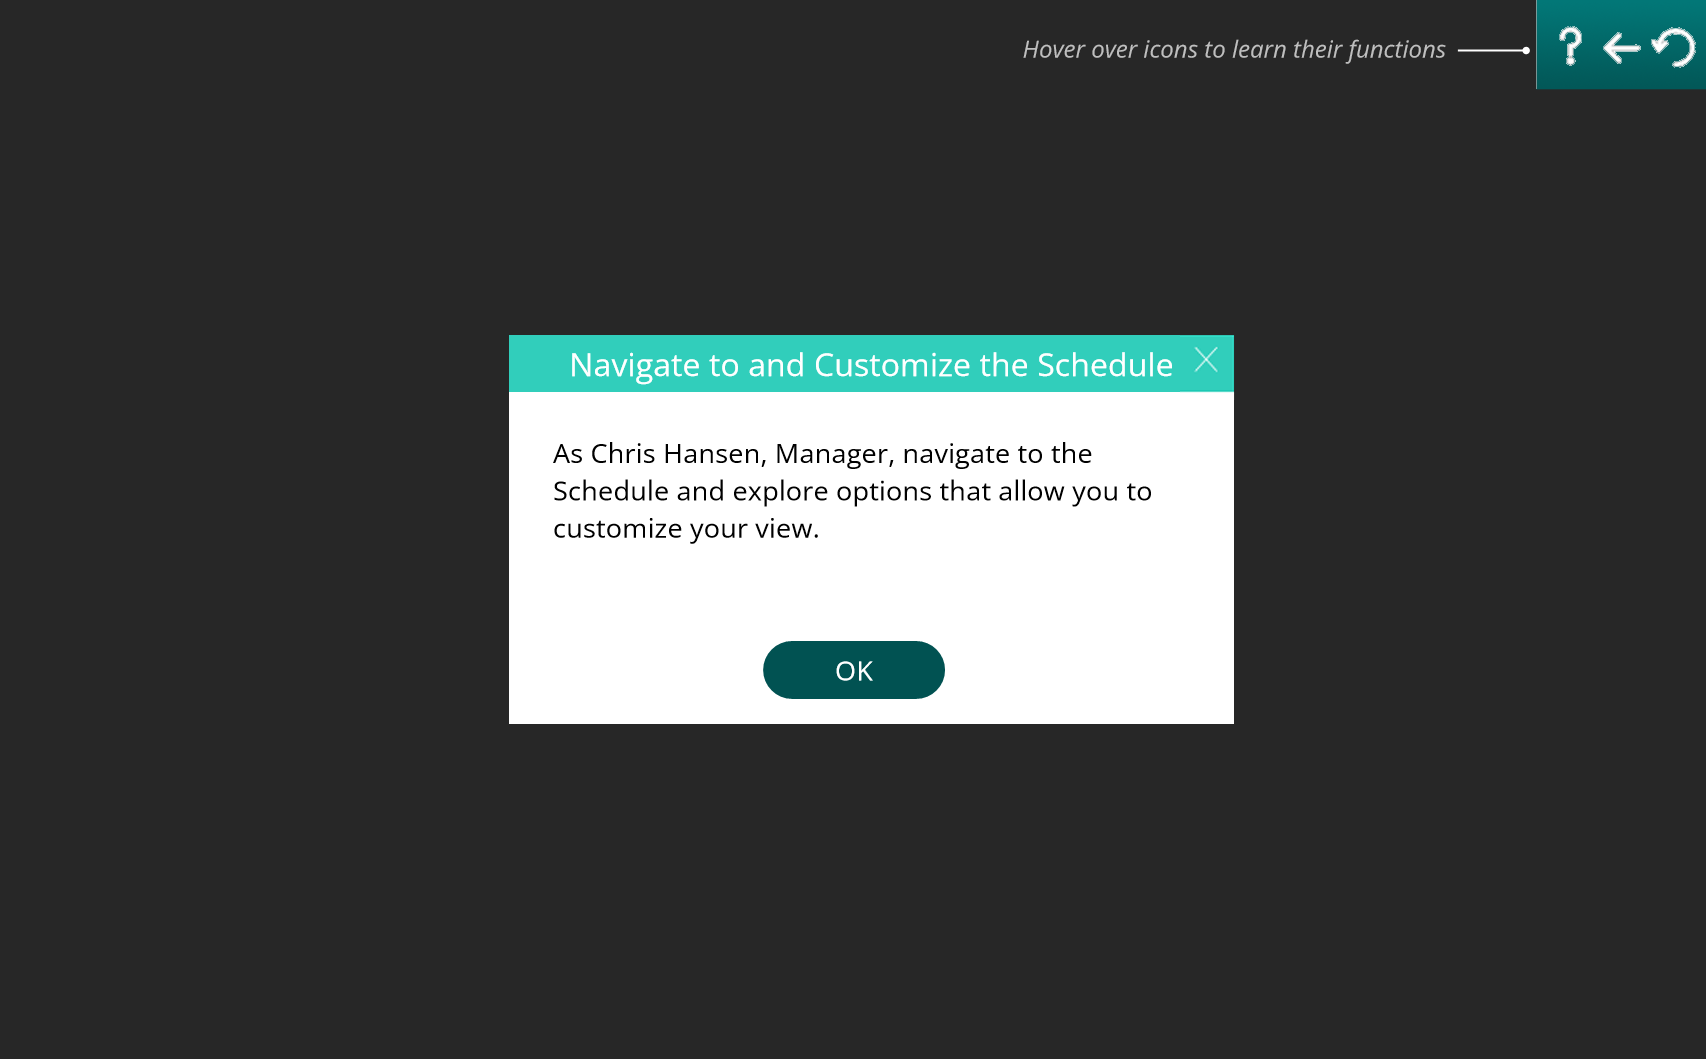 Hover over icons to learn their functions
Navigate to and Customize the Schedule
As Chris Hansen, Manager, navigate to the
Schedule and explore options that allow you to
customize your view.
OK